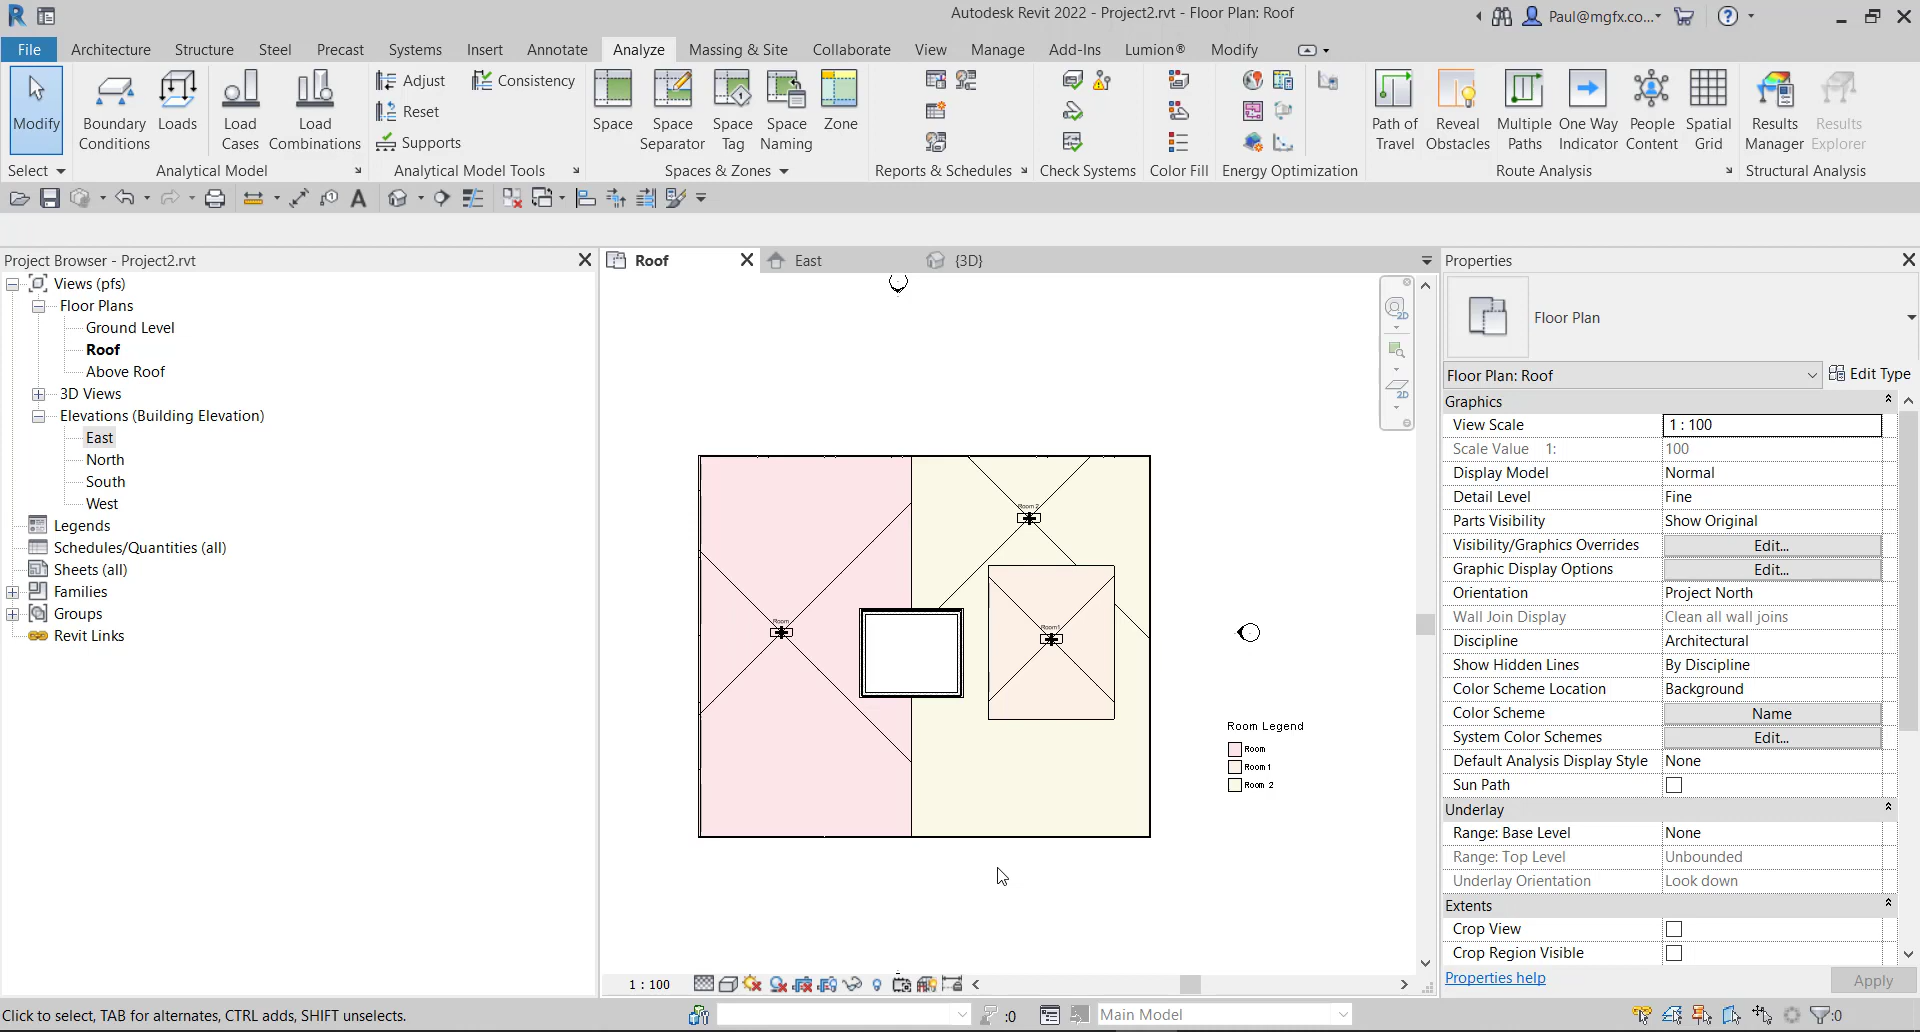 Autodesk Revit 2022 - Project2.rvt - Floor Plan: Roof
Paul@mgfx.co...
File Architecture Structure Steel Precast Systems Insert Annotate Analyze Massing & Site Collaborate View Manage Add-Ins Lumion® Modify
Modify
Boundary Conditions
Loads
Load Cases
Load Combinations
Adjust
Reset
Supports
Consistency
Space
Space Separator
Space Tag
Space Naming
Zone
Path of Travel
Reveal Obstacles
Multiple Paths
One Way Indicator
People Content
Spatial Grid
Results Manager
Results Explorer
Select Analytical Model Analytical Model Tools Spaces & Zones Reports & Schedules Check Systems Color Fill Energy Optimization Route Analysis Structural Analysis
Project Browser - Project2.rvt
Views (pfs)
Floor Plans
Ground Level
Roof
Above Roof
3D Views
Elevations (Building Elevation)
East
North
South
West
Legends
Schedules/Quantities (all)
Sheets (all)
Families
Groups
Revit Links
Roof East {3D}
2D
2D
Room 2
Room
Room1
Room Legend
Room
Room 1
Room 2
Properties
Floor Plan
Floor Plan: Roof Edit Type
Graphics
View Scale 1 : 100
Scale Value 1: 100
Display Model Normal
Detail Level Fine
Parts Visibility Show Original
Visibility/Graphics Overrides Edit...
Graphic Display Options Edit...
Orientation Project North
Wall Join Display Clean all wall joins
Discipline Architectural
Show Hidden Lines By Discipline
Color Scheme Location Background
Color Scheme Name
System Color Schemes Edit...
Default Analysis Display Style None
Sun Path
Underlay
Range: Base Level None
Range: Top Level Unbounded
Underlay Orientation Look down
Extents
Crop View
Crop Region Visible
Properties help Apply
1 : 100
Click to select, TAB for alternates, CTRL adds, SHIFT unselects.
:0
Main Model
:0